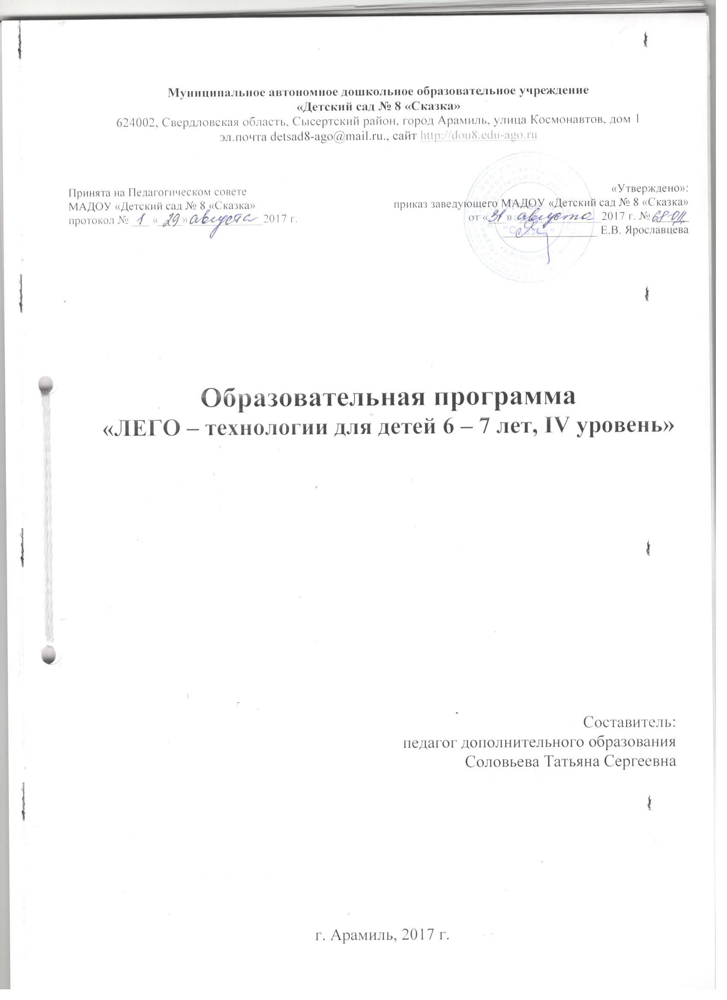 Муниципальное автономное дошкольное образовательное учреждение
«Детский сад № 8 «Сказка»
624002, Свердловская область, Сысертский район, город Арамиль, улица Космонавтов, дом 1
эл.почта detsad8-ago@mail.ru., сайт http://dou8.edu-ago.ru
Принята на Педагогическом совете
МАДОУ «Детский сад № 8 «Сказка»
протокол № 1 «29» августа 2017 г.
«Утверждено»:
приказ заведующего МАДОУ «Детский сад № 8 «Сказка»
от «31» августа 2017 г. № 68-ОД
Е.В. Ярославцева
"Сказка"
Образовательная программа
«ЛЕГО – технологии для детей 6 – 7 лет, IV уровень»
Составитель:
педагог дополнительного образования
Соловьева Татьяна Сергеевна
г. Арамиль, 2017 г.